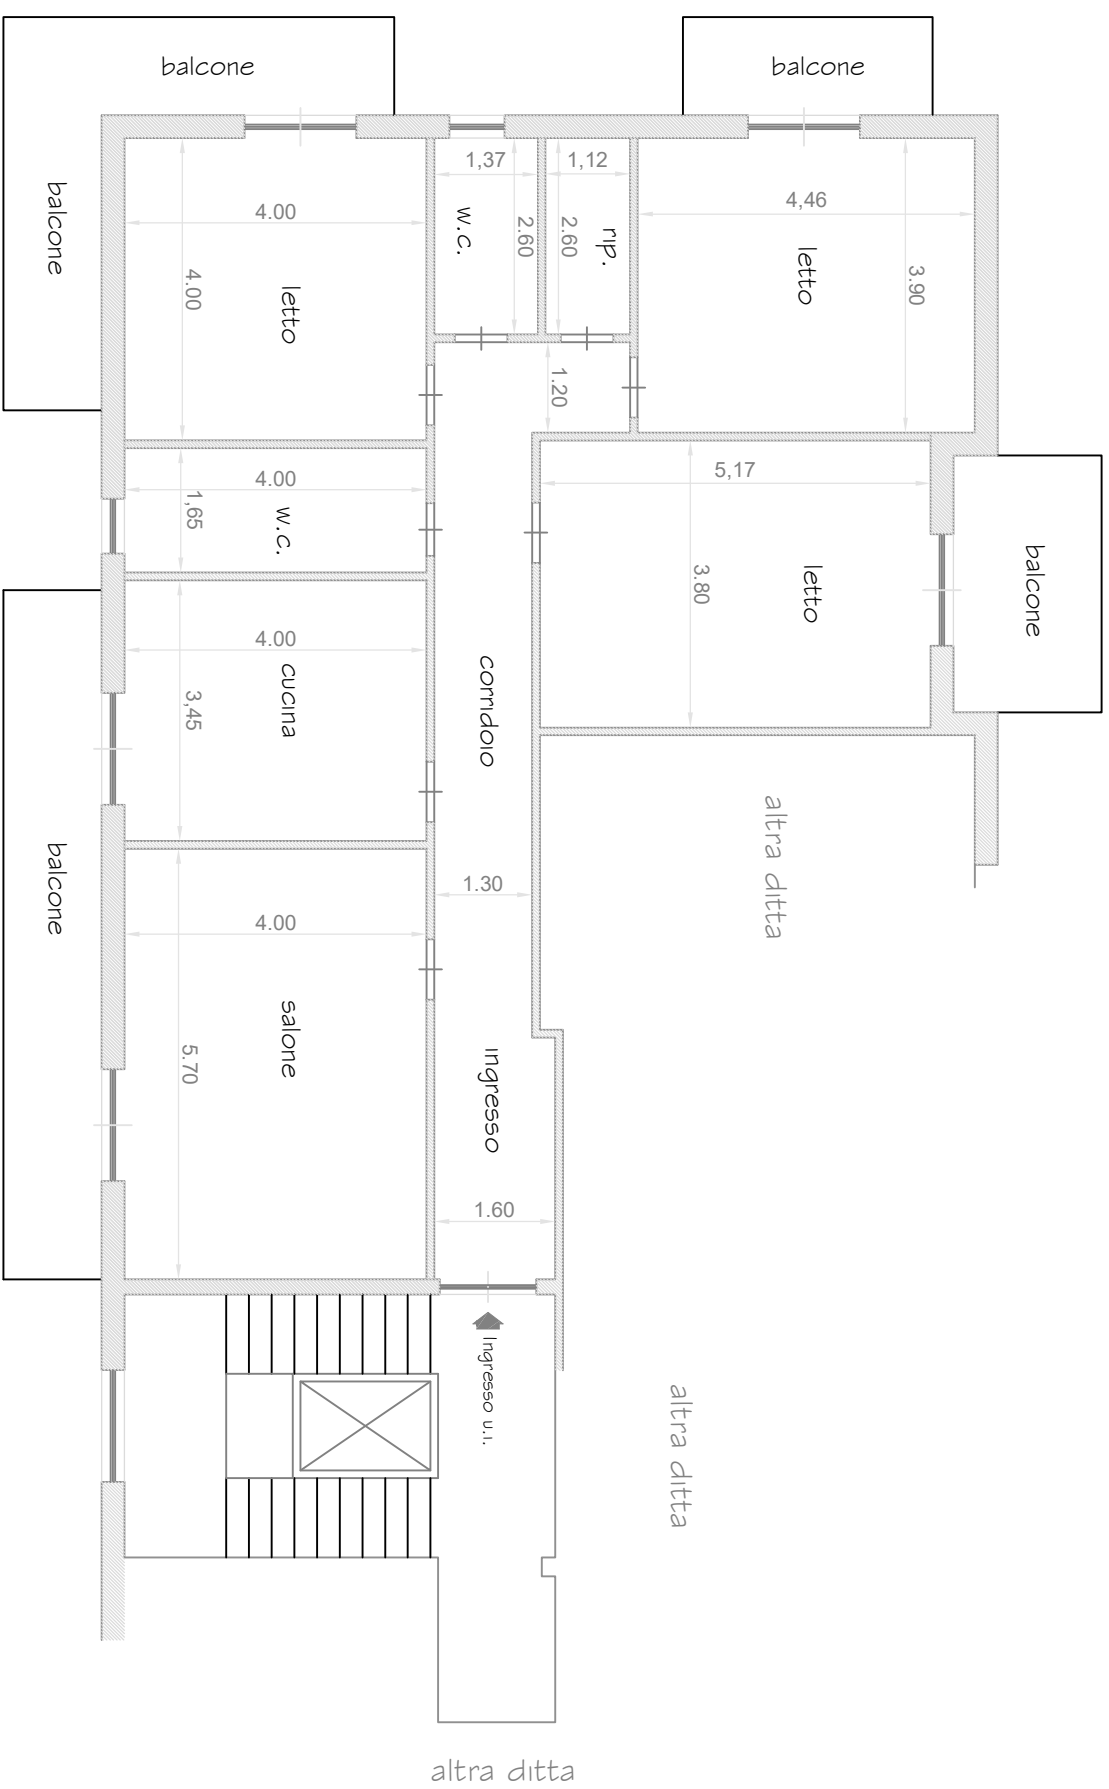 balcone
balcone
balcone
4.00
4.00
letto
1,37
w.c.
2.60
1,12
2.60
rip.
4,46
letto
3.90
1.20
4.00
1,65
w.c.
5,17
3.80
letto
balcone
4.00
3,45
cucina
corridoio
balcone
altra ditta
1.30
4.00
5.70
salone
ingresso
1.60
Ingresso u.i.
altra ditta
altra ditta